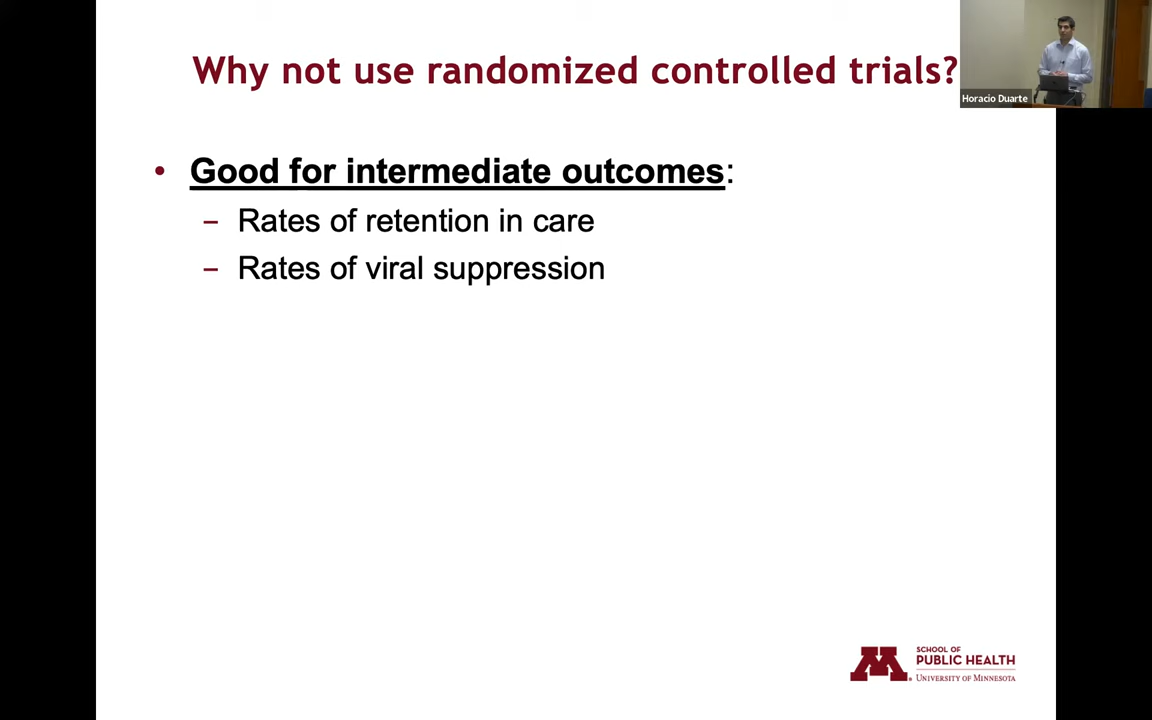 Why not use randomized controlled trials?
Horacio Duarte
• Good for intermediate outcomes:
– Rates of retention in care
– Rates of viral suppression
M
SCHOOL OF
PUBLIC HEALTH
UNIVERSITY OF MINNESOTA